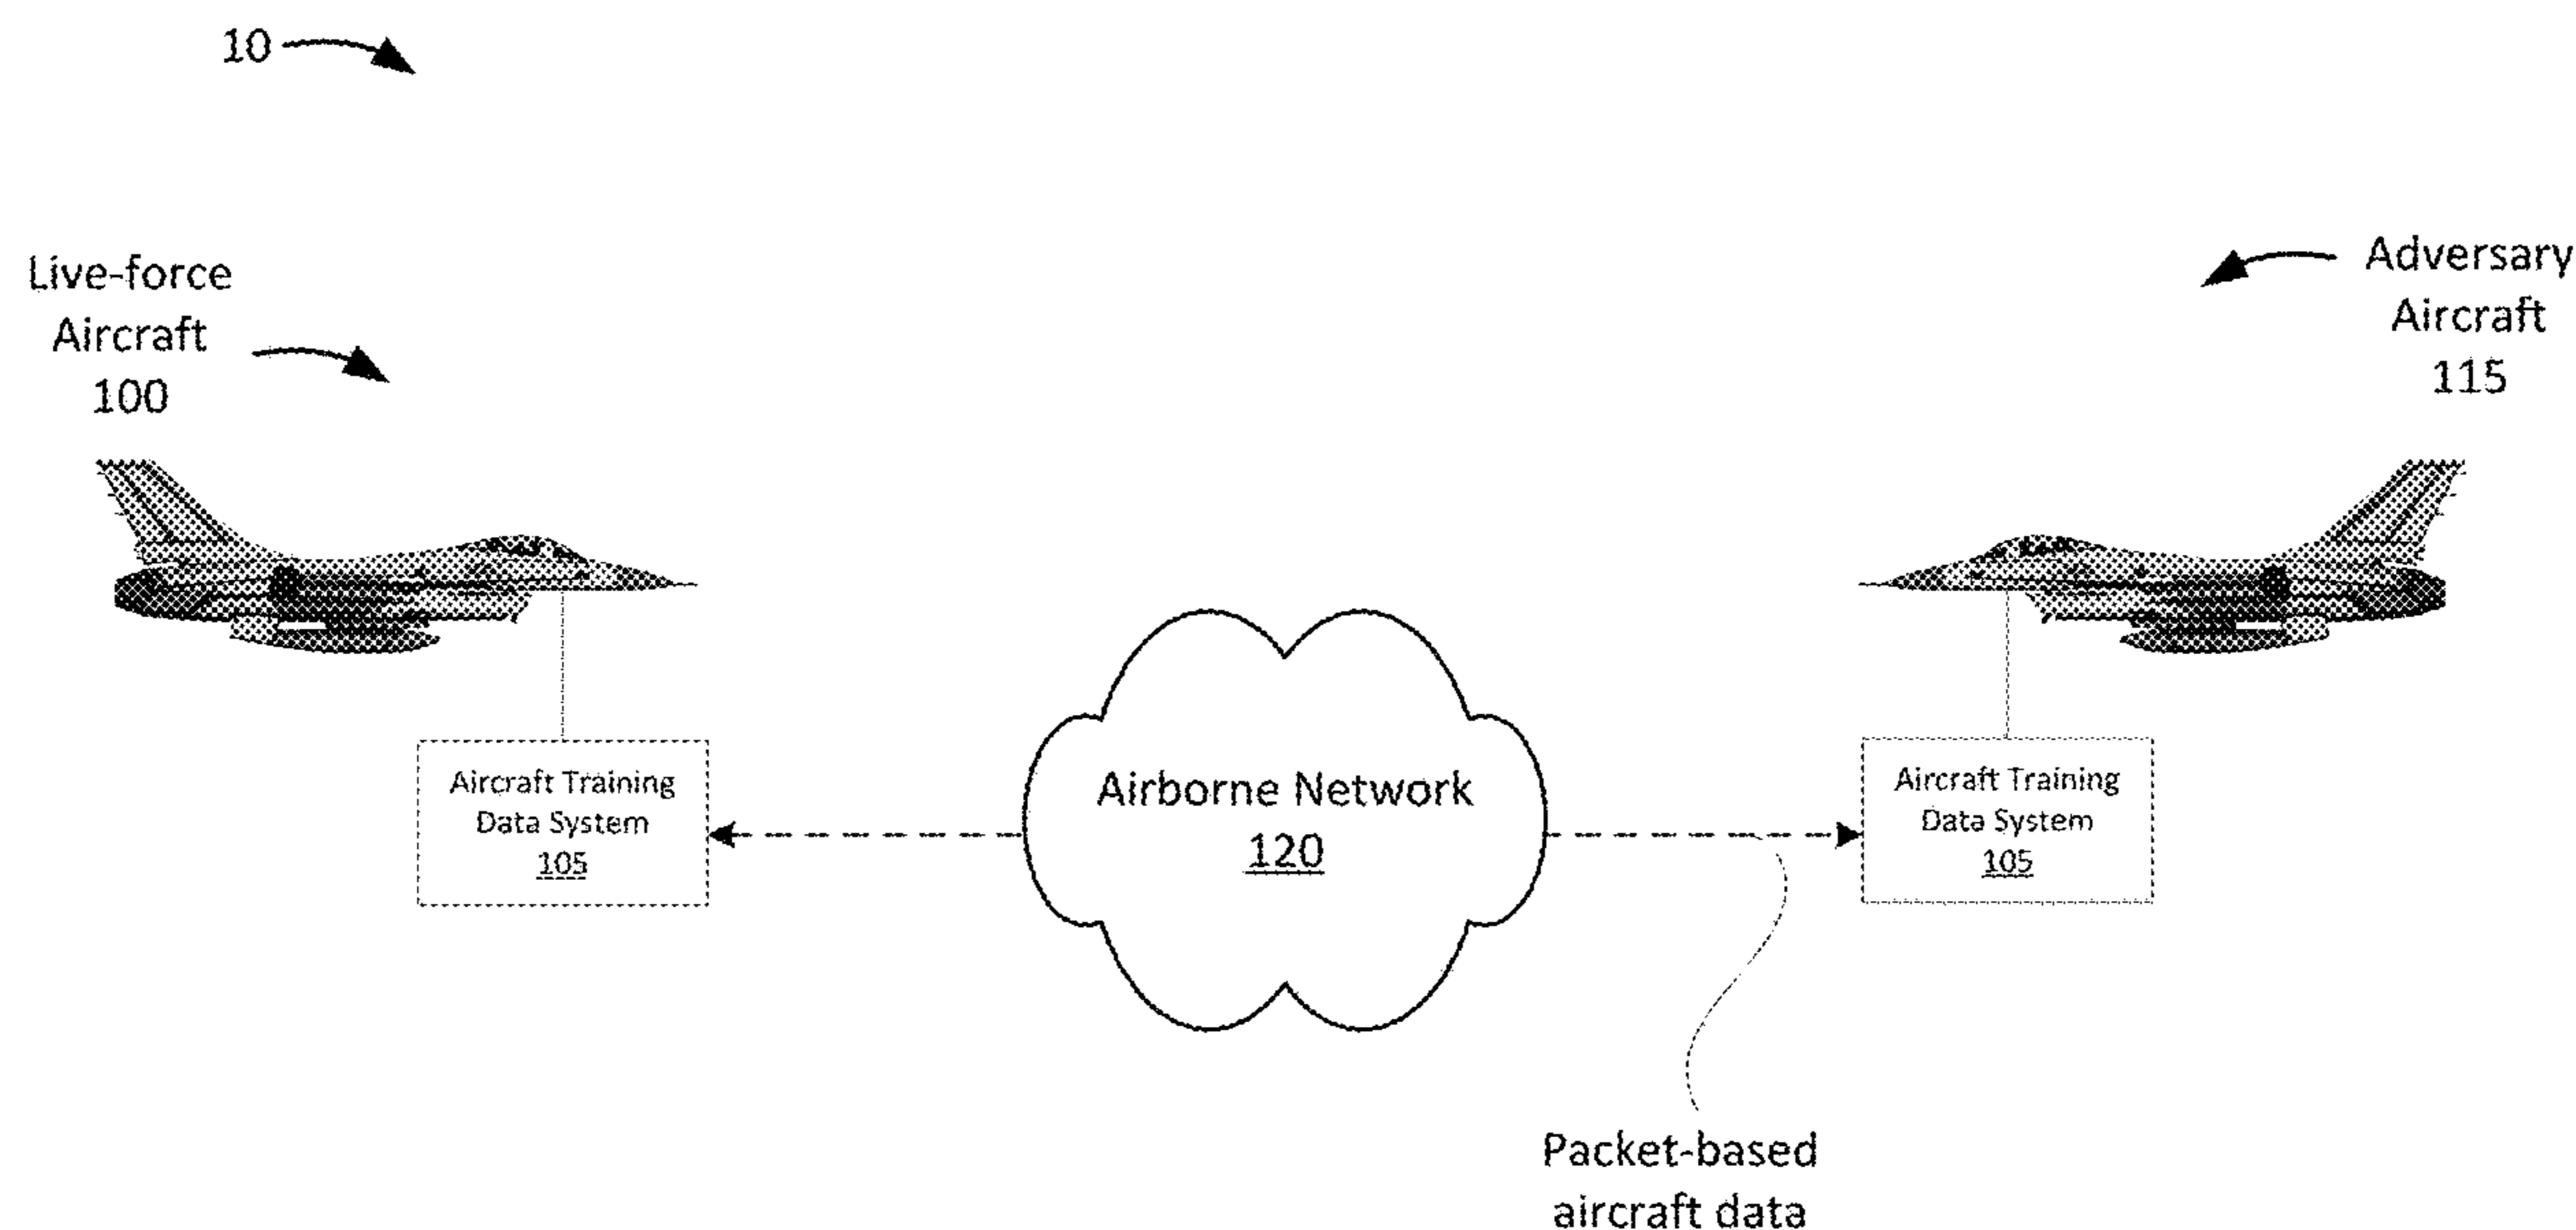 10
Live-force
Aircraft
100
Adversary
Aircraft
115
Aircraft Training
Data System
105
Airborne Network
120
Aircraft Training
Data System
105
Packet-based
aircraft data